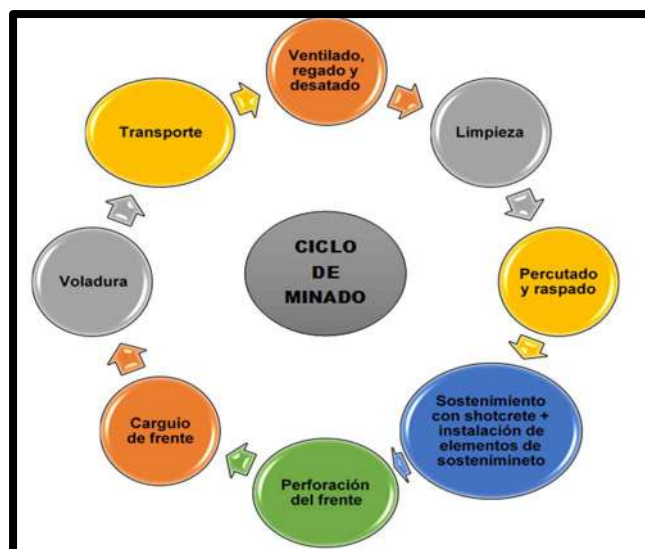 Ventilado,
regado y
desatado
Limpieza
Percutado
y raspado
Sostenimiento
con shotcrete +
instalación de
elementos de
sostenimineto
Perforación
del frente
Carguio
de frente
Voladura
Transporte
CICLO
DE
MINADO